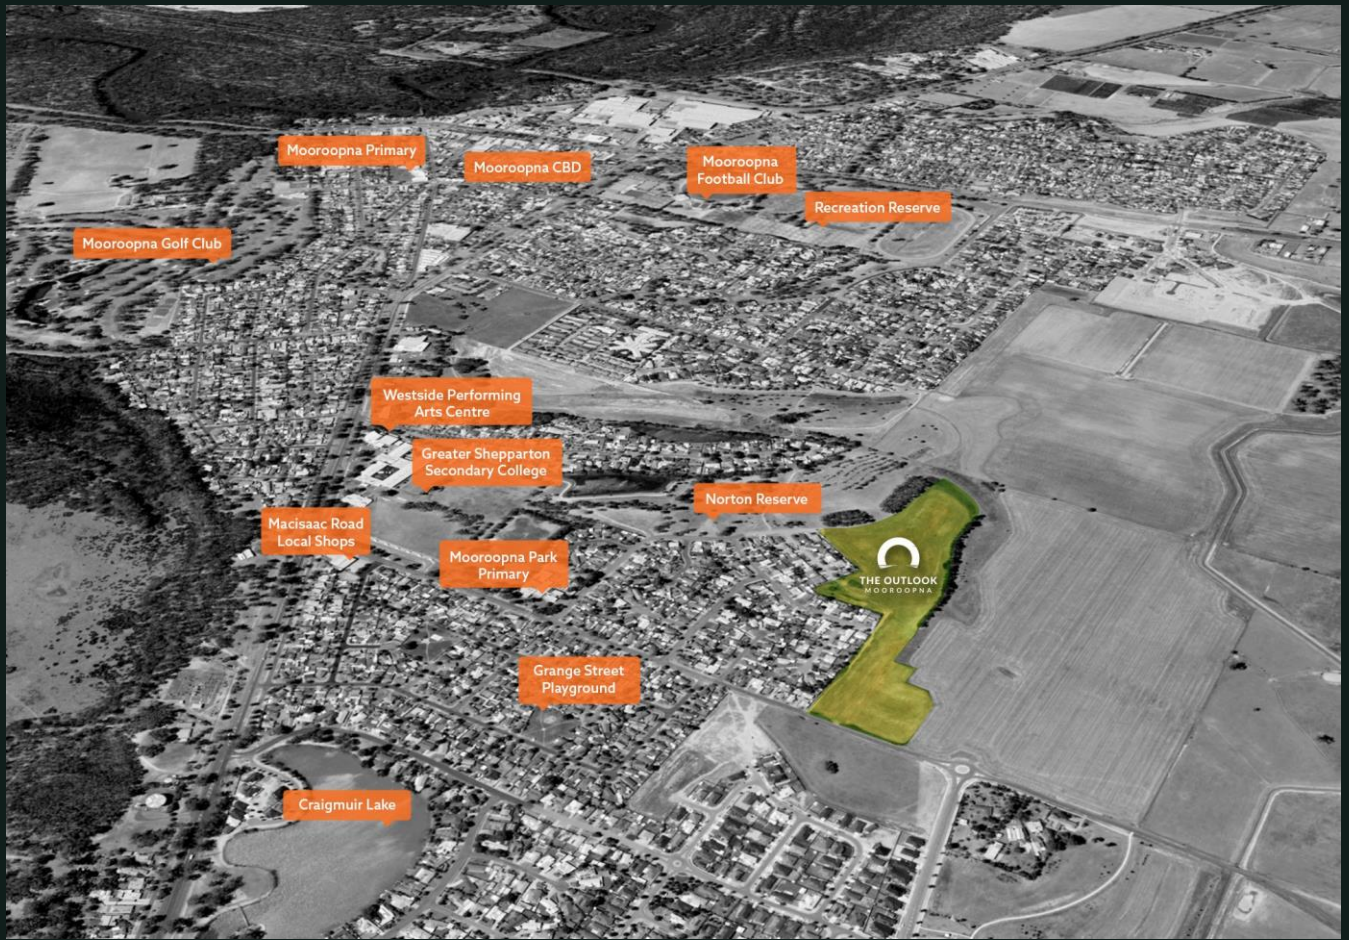 Mooroopna Primary
Mooroopna CBD
Mooroopna
Football Club
Recreation Reserve
Mooroopna Golf Club
Westside Performing
Arts Centre
Greater Shepparton
Secondary College
Norton Reserve
Macisaac Road
Local Shops
Mooroopna Park
Primary
THE OUTLOOK
MOOROOPNA
Grange Street
Playground
Craigmuir Lake